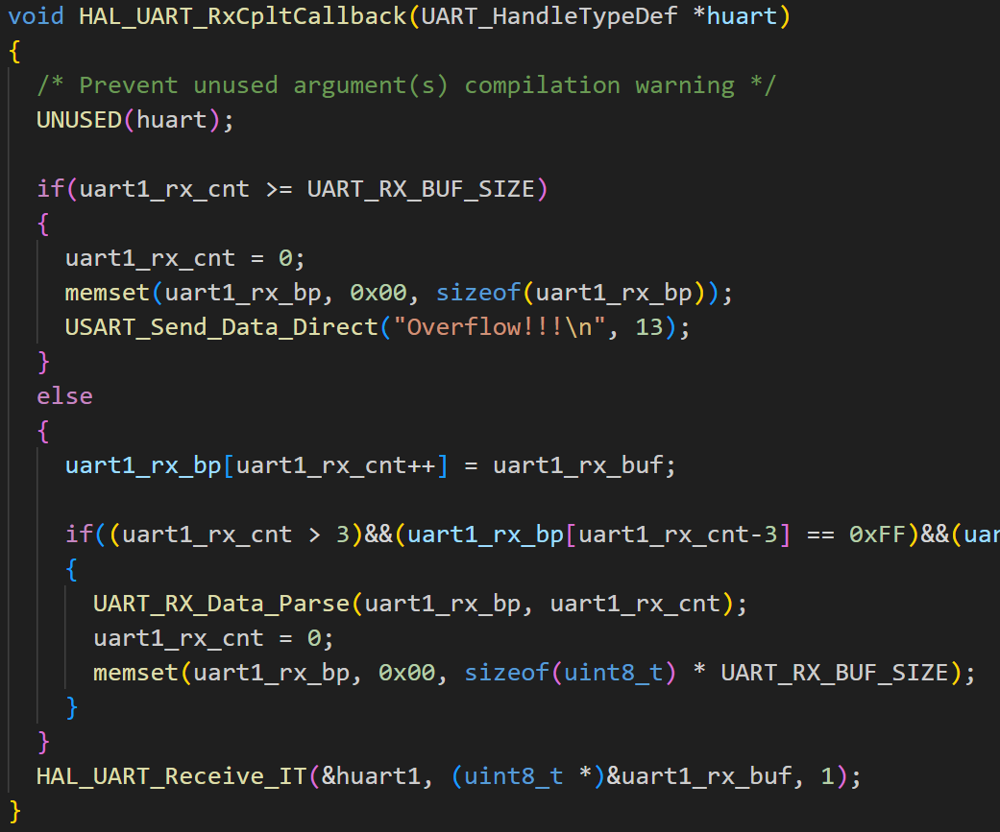 void HAL_UART_RxCpltCallback(UART_HandleTypeDef *huart)
{
  /* Prevent unused argument(s) compilation warning */
  UNUSED(huart);

  if(uart1_rx_cnt >= UART_RX_BUF_SIZE)
  {
    uart1_rx_cnt = 0;
    memset(uart1_rx_bp, 0x00, sizeof(uart1_rx_bp));
    USART_Send_Data_Direct("Overflow!!!\n", 13);
  }
  else
  {
    uart1_rx_bp[uart1_rx_cnt++] = uart1_rx_buf;

    if((uart1_rx_cnt > 3)&&(uart1_rx_bp[uart1_rx_cnt-3] == 0xFF)&&(uar
    {
      UART_RX_Data_Parse(uart1_rx_bp, uart1_rx_cnt);
      uart1_rx_cnt = 0;
      memset(uart1_rx_bp, 0x00, sizeof(uint8_t) * UART_RX_BUF_SIZE);
    }
  }
  HAL_UART_Receive_IT(&huart1, (uint8_t *)&uart1_rx_buf, 1);
}